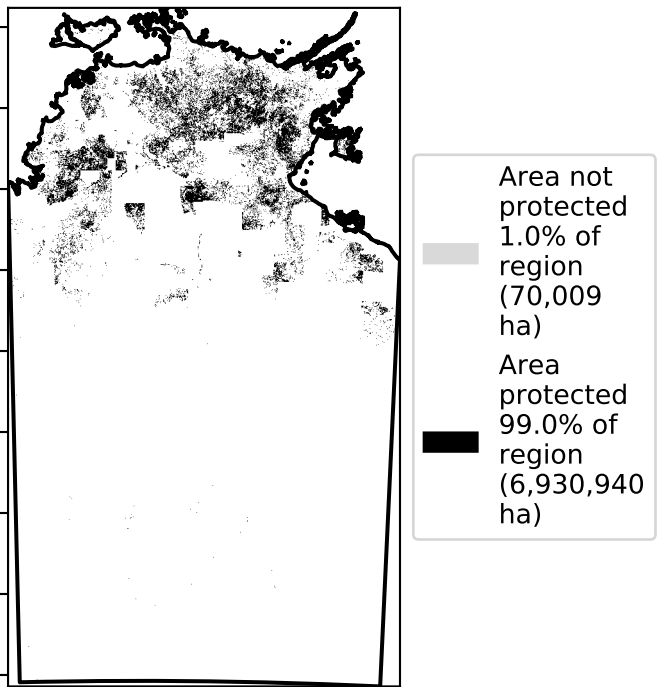 Area not
protected
1.0% of
region
(70,009
ha)
Area
protected
99.0% of
region
(6,930,940
ha)